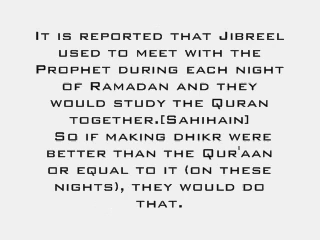 It is reported that Jibreel
used to meet with the
Prophet during each night
of Ramadan and they
would study the Quran
together.[Sahihain]
So if making dhikr were
better than the Qur'aan
or equal to it (on these
nights), they would do
that.